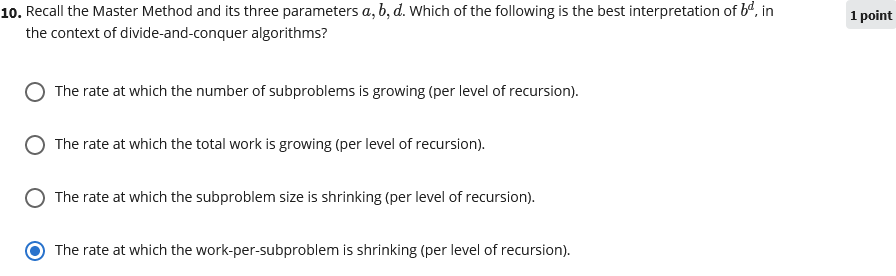 10. Recall the Master Method and its three parameters a, b, d. Which of the following is the best interpretation of b^d, in 1 point
the context of divide-and-conquer algorithms?
The rate at which the number of subproblems is growing (per level of recursion).
The rate at which the total work is growing (per level of recursion).
The rate at which the subproblem size is shrinking (per level of recursion).
The rate at which the work-per-subproblem is shrinking (per level of recursion).